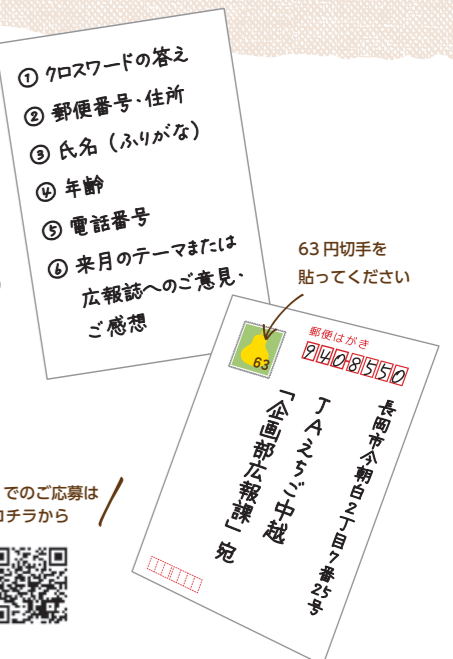 ① クロスワードの答え
② 郵便番号・住所
③ 氏名（ふりがな）
④ 年齢
⑤ 電話番号
⑥ 来月のテーマまたは
広報誌へのご意見・
ご感想
63円切手を
貼ってください
63
郵便はがき
9408550
長岡市今朝白2丁目7番25号
JAえちご中越
「企画部広報課」宛
でのご応募は
コチラから